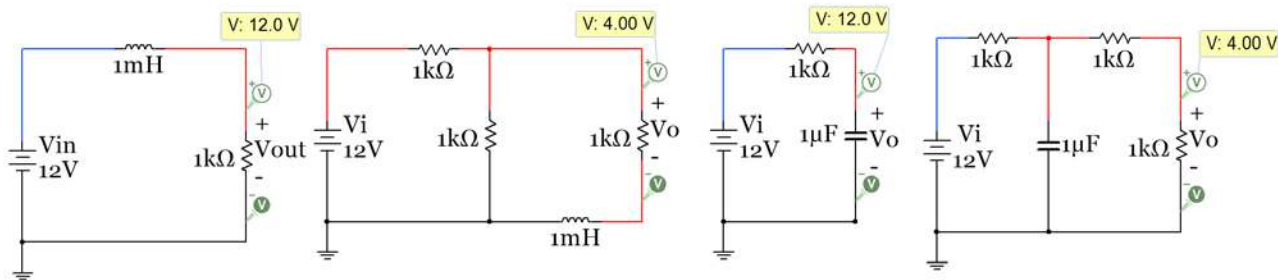 V: 12.0 V
1mH
+
V
Vin
12V
1kΩ
+
Vout
-
−
V
V: 4.00 V
1kΩ
+
V
Vi
12V
1kΩ
1kΩ
+
Vo
-
−
V
1mH
V: 12.0 V
1kΩ
+
V
Vi
12V
1µF
+
Vo
-
−
V
V: 4.00 V
1kΩ
1kΩ
+
V
Vi
12V
1µF
1kΩ
+
Vo
-
−
V